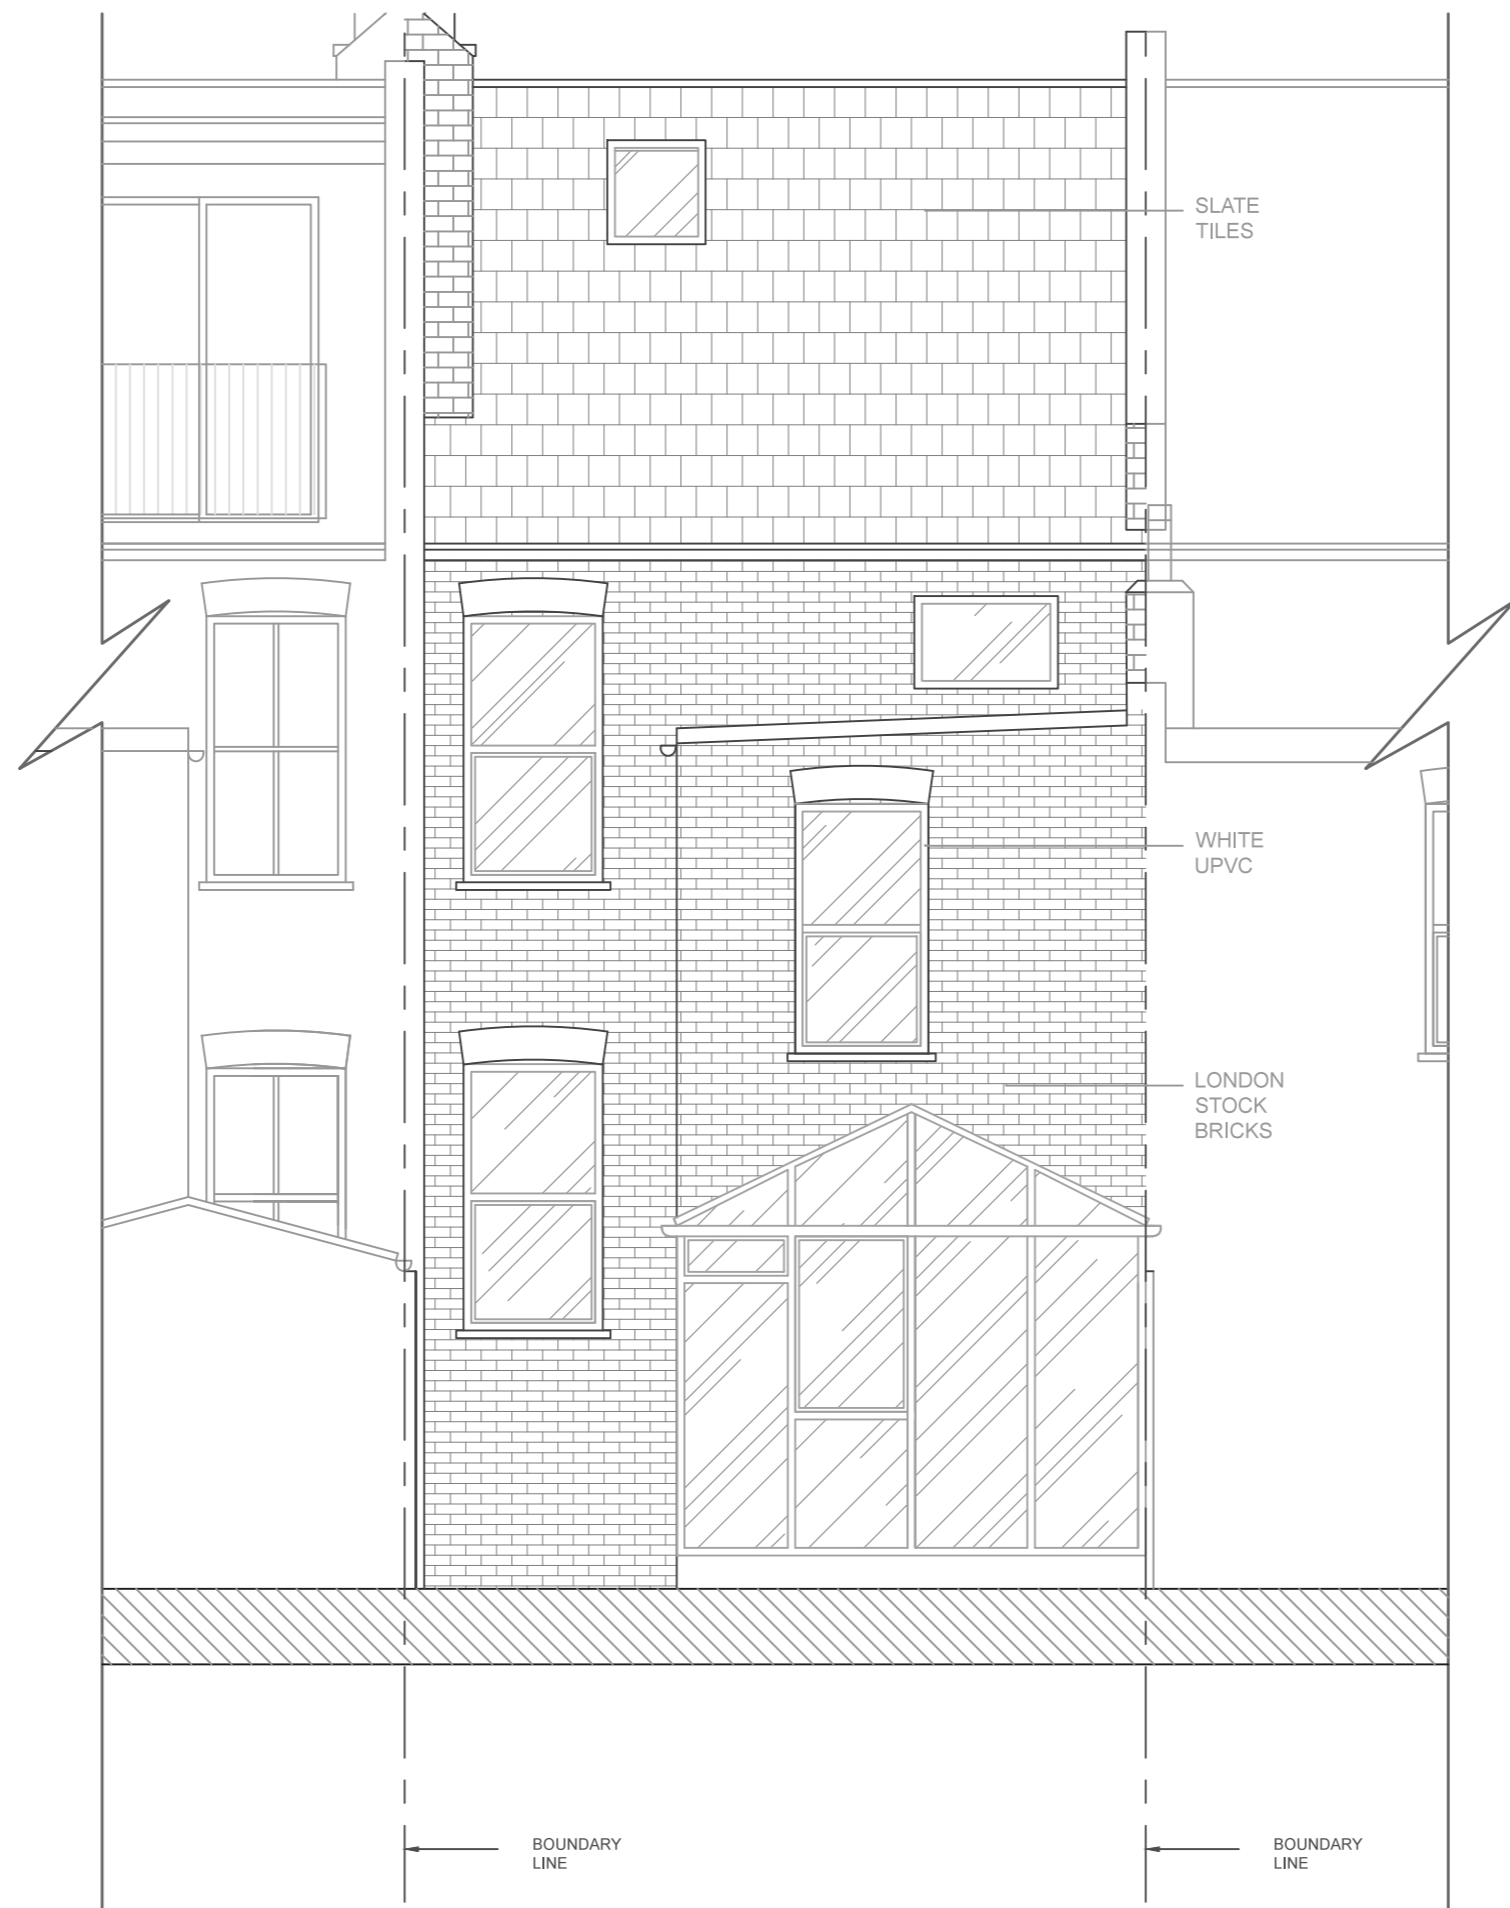 SLATE
TILES
WHITE
UPVC
LONDON
STOCK
BRICKS
BOUNDARY
LINE
BOUNDARY
LINE